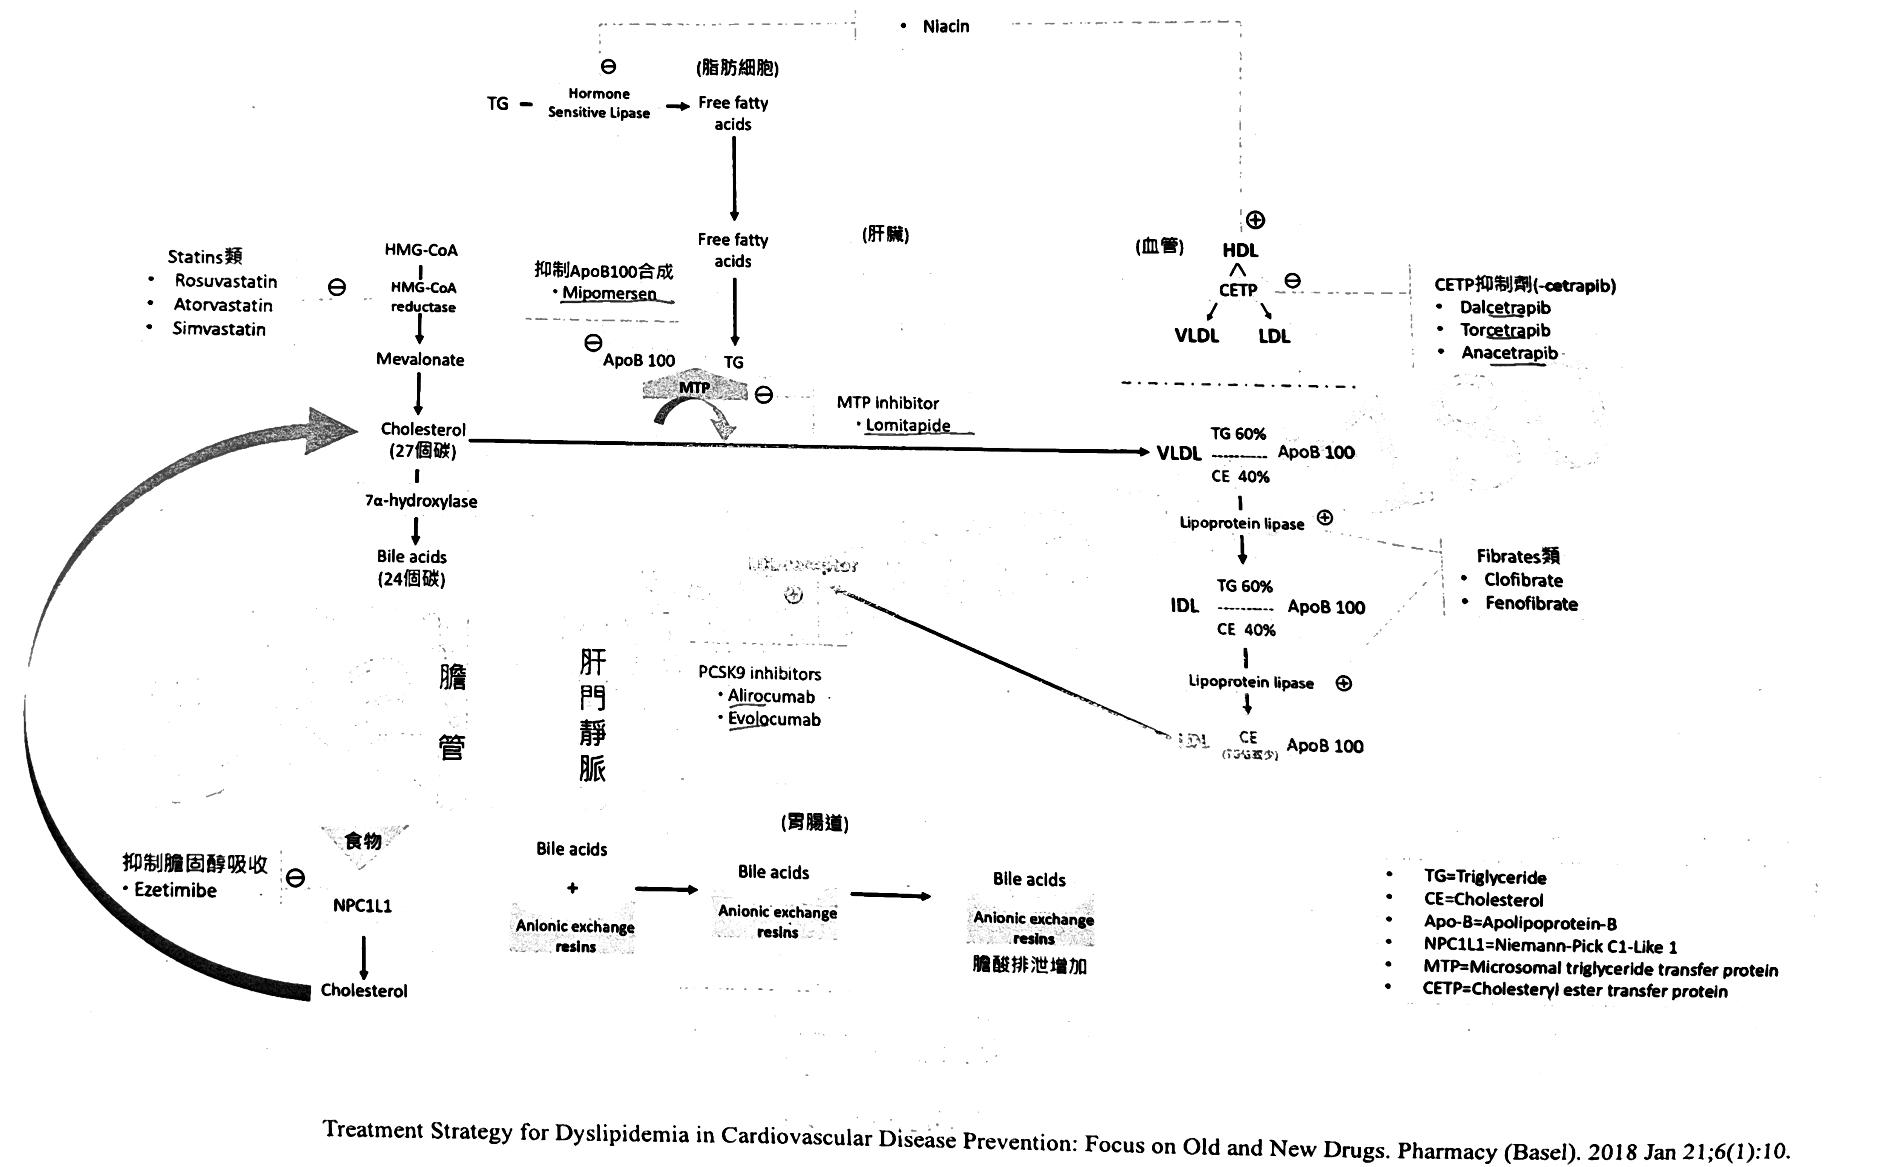 • Niacin
⊖
(脂肪細胞)
TG
Hormone
Sensitive Lipase
Free fatty
acids
Free fatty
acids
(肝臟)
Statins類
• Rosuvastatin
• Atorvastatin
• Simvastatin
⊖
HMG-CoA
HMG-CoA
reductase
Mevalonate
Cholesterol
(27個碳)
7α-hydroxylase
Bile acids
(24個碳)
抑制ApoB100合成
• Mipomersen
⊖
ApoB 100
TG
MTP
⊖
MTP inhibitor
• Lomitapide
(血管)
⊕
HDL
CETP
⊖
VLDL
LDL
CETP抑制劑(-cetrapib)
• Dalcetrapib
• Torcetrapib
• Anacetrapib
VLDL
TG 60%
CE 40%
ApoB 100
Lipoprotein lipase
⊕
IDL
TG 60%
CE 40%
ApoB 100
Lipoprotein lipase
⊕
Fibrates類
• Clofibrate
• Fenofibrate
LDL
CE
ApoB 100
LDL receptor
⊕
PCSK9 inhibitors
• Alirocumab
• Evolocumab
膽管
肝門靜脈
食物
抑制膽固醇吸收
• Ezetimibe
⊖
NPC1L1
Cholesterol
(胃腸道)
Bile acids
+
Anionic exchange
resins
Bile acids
Anionic exchange
resins
Bile acids
Anionic exchange
resins
膽酸排泄增加
• TG=Triglyceride
• CE=Cholesterol
• Apo-B=Apolipoprotein-B
• NPC1L1=Niemann-Pick C1-Like 1
• MTP=Microsomal triglyceride transfer protein
• CETP=Cholesteryl ester transfer protein
Treatment Strategy for Dyslipidemia in Cardiovascular Disease Prevention: Focus on Old and New Drugs. Pharmacy (Basel). 2018 Jan 21;6(1):10.